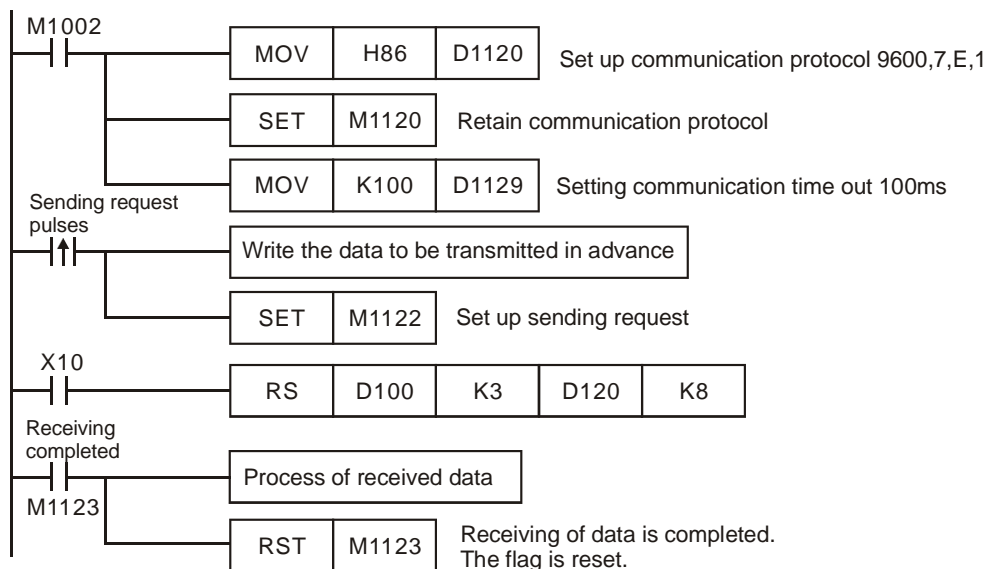 M1002
MOV H86 D1120 Set up communication protocol 9600,7,E,1
SET M1120 Retain communication protocol
MOV K100 D1129 Setting communication time out 100ms
Sending request
pulses
Write the data to be transmitted in advance
SET M1122 Set up sending request
X10
RS D100 K3 D120 K8
Receiving
completed
Process of received data
M1123
RST M1123 Receiving of data is completed.
The flag is reset.